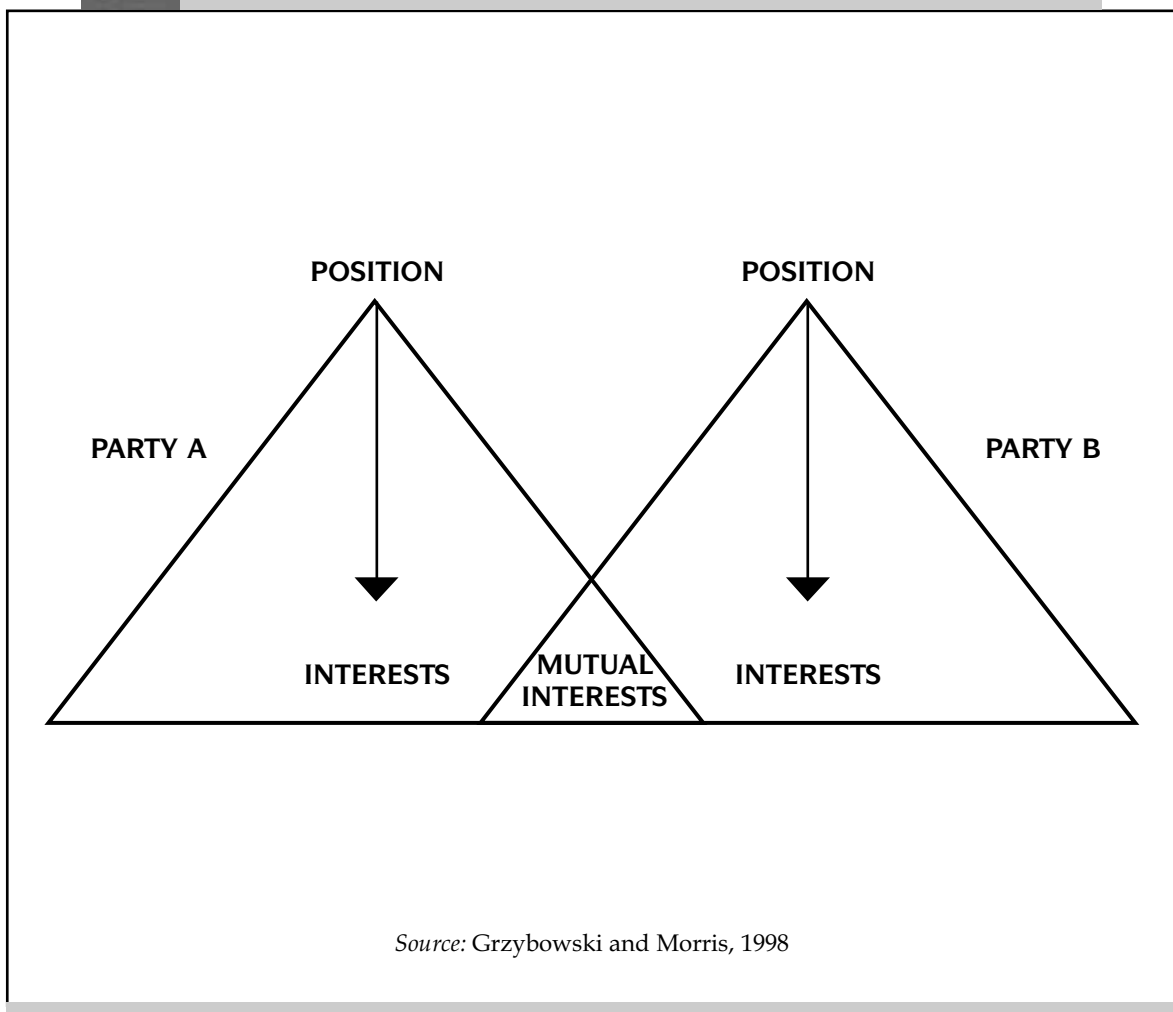 POSITION
POSITION
PARTY A
PARTY B
INTERESTS
MUTUAL
INTERESTS
INTERESTS
Source: Grzybowski and Morris, 1998